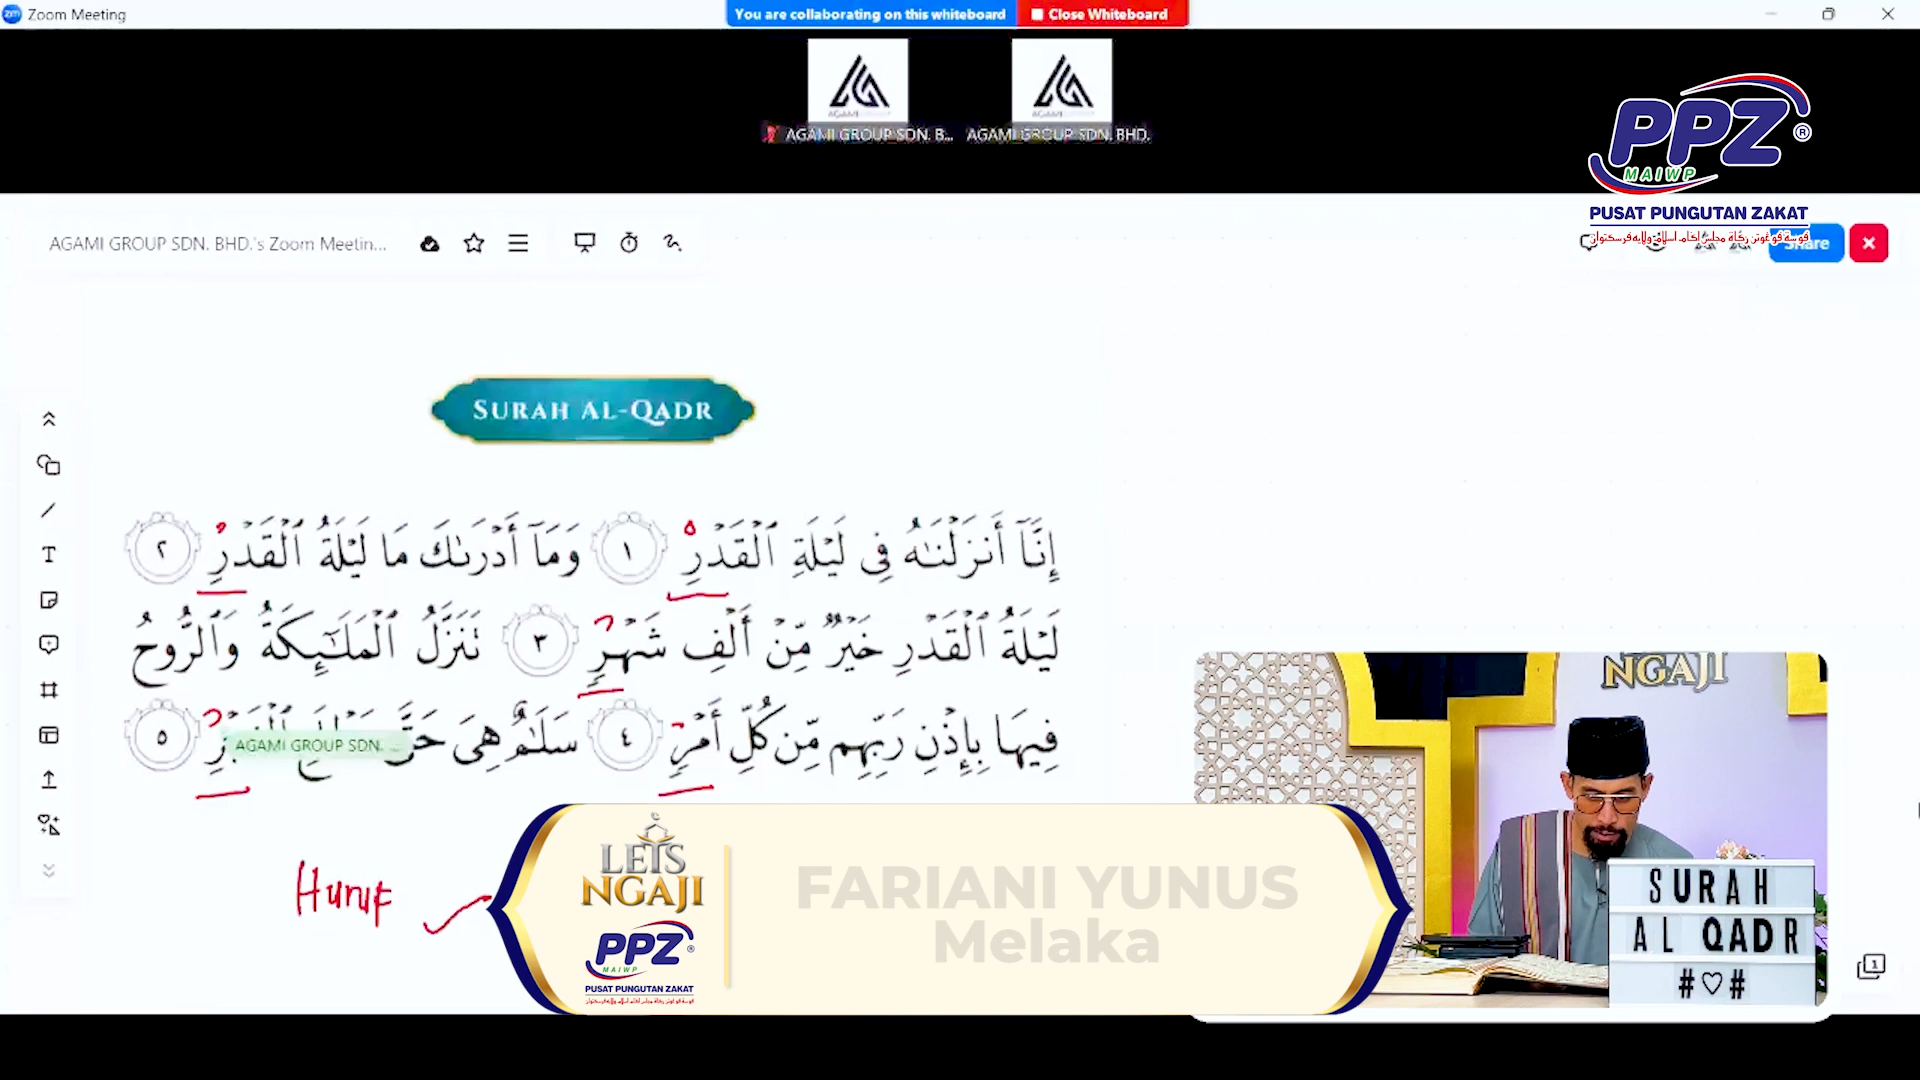 Zoom Meeting
You are collaborating on this whiteboard
Close Whiteboard
AGAMI GROUP SDN. B...
AGAMI GROUP SDN. BHD.
PPZ®
MAIWP
PUSAT PUNGUTAN ZAKAT
AGAMI GROUP SDN. BHD.'s Zoom Meetin...
Share
SURAH AL-QADR
إِنَّآ أَنزَلْنَـٰهُ فِى لَيْلَةِ ٱلْقَدْرِ ١ وَمَآ أَدْرَىٰكَ مَا لَيْلَةُ ٱلْقَدْرِ ٢
لَيْلَةُ ٱلْقَدْرِ خَيْرٌ مِّنْ أَلْفِ شَهْرٍ ٣ تَنَزَّلُ ٱلْمَلَـٰٓئِكَةُ وَٱلرُّوحُ
فِيهَا بِإِذْنِ رَبِّهِم مِّن كُلِّ أَمْرٍ ٤ سَلَـٰمٌ هِىَ حَتَّىٰ ٥
AGAMI GROUP SDN. ...
Huruf
NGAJI
LETS
NGAJI
PPZ®
MAIWP
PUSAT PUNGUTAN ZAKAT
FARIANI YUNUS
Melaka
SURAH
AL QADR
#♡#
1